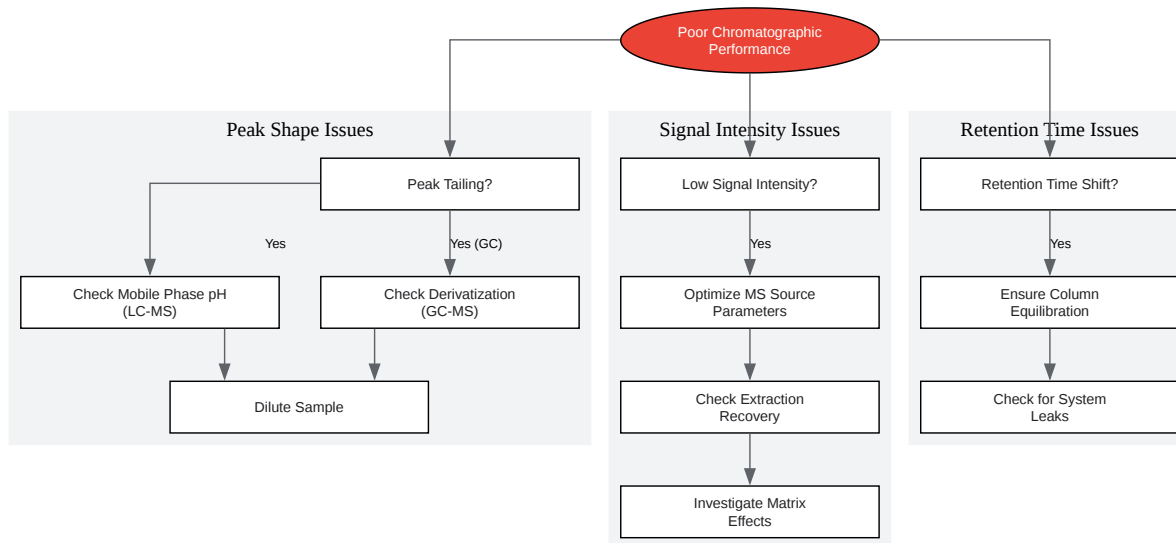 Poor Chromatographic
Performance
Peak Shape Issues
Signal Intensity Issues
Retention Time Issues
Peak Tailing?
Low Signal Intensity?
Retention Time Shift?
Yes
Yes (GC)
Yes
Yes
Check Mobile Phase pH
(LC-MS)
Check Derivatization
(GC-MS)
Optimize MS Source
Parameters
Ensure Column
Equilibration
Dilute Sample
Check Extraction
Recovery
Check for System
Leaks
Investigate Matrix
Effects